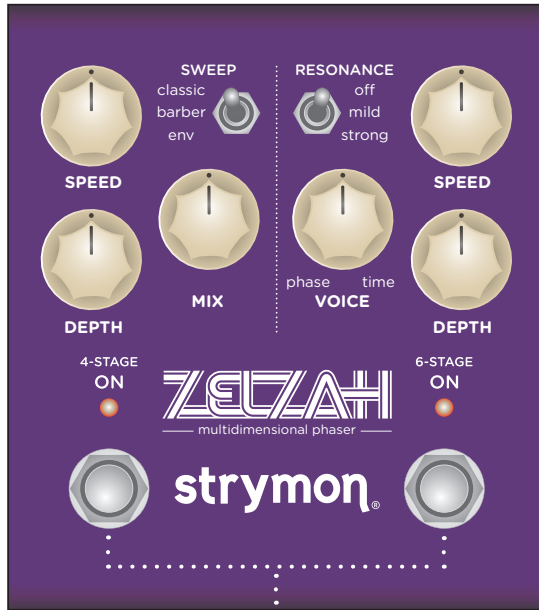 SWEEP
classic
barber
env
SPEED
MIX
DEPTH
RESONANCE
off
mild
strong
SPEED
phase time
VOICE
DEPTH
4-STAGE
ON
6-STAGE
ON
ZELZAH
multidimensional phaser
strymon®